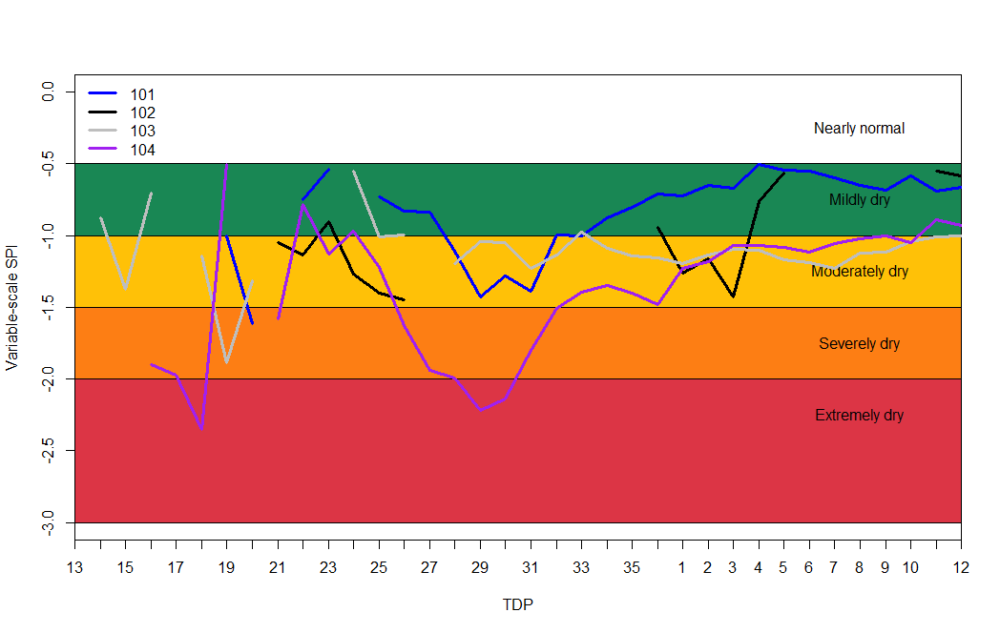 101
102
103
104
Nearly normal
Mildly dry
Moderately dry
Severely dry
Extremely dry
Variable-scale SPI
0.0
-0.5
-1.0
-1.5
-2.0
-2.5
-3.0
13 15 17 19 21 23 25 27 29 31 33 35 1 2 3 4 5 6 7 8 9 10 12
TDP